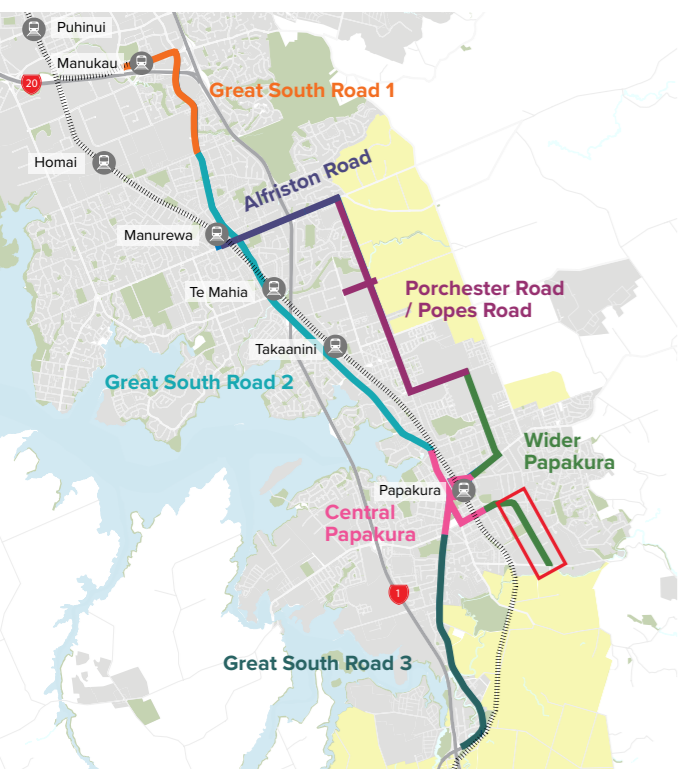 Puhinui
Manukau
20
Great South Road 1
Homai
Alfriston Road
Manurewa
Te Mahia
Porchester Road
/ Popes Road
Takaanini
Great South Road 2
Wider
Papakura
Papakura
Central
Papakura
1
Great South Road 3